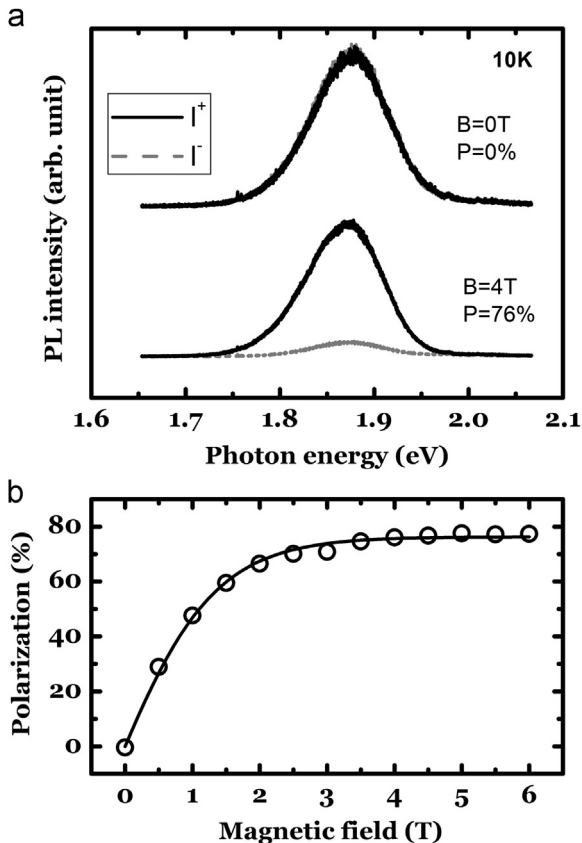 a
10K
I+
I-
B=0T
P=0%
B=4T
P=76%
PL intensity (arb. unit)
1.6 1.7 1.8 1.9 2.0 2.1
Photon energy (eV)
b
80
60
40
20
0
Polarization (%)
0 1 2 3 4 5 6
Magnetic field (T)